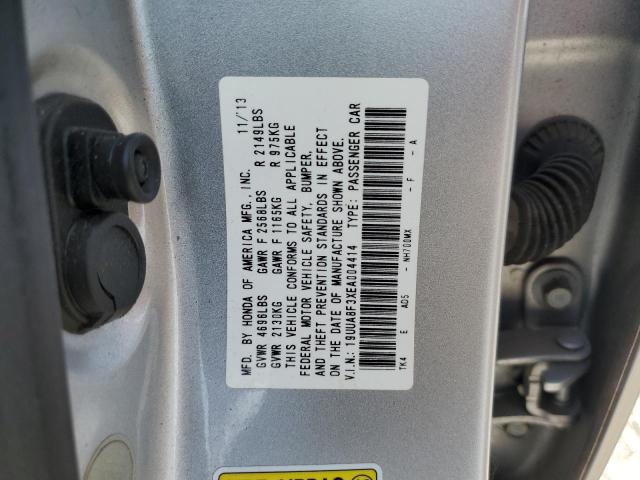 MFD. BY HONDA OF AMERICA MFG., INC. 11/'13
GVWR 4696LBS GAWR F 2568LBS R 2149LBS
GVWR 2130KG GAWR F 1165KG R 975KG
THIS VEHICLE CONFORMS TO ALL APPLICABLE
FEDERAL MOTOR VEHICLE SAFETY, BUMPER,
AND THEFT PREVENTION STANDARDS IN EFFECT
ON THE DATE OF MANUFACTURE SHOWN ABOVE.
V.I.N.: 19UUA8F3XEA004414 TYPE: PASSENGER CAR
TK4 E ADS - NH700MX - F - A